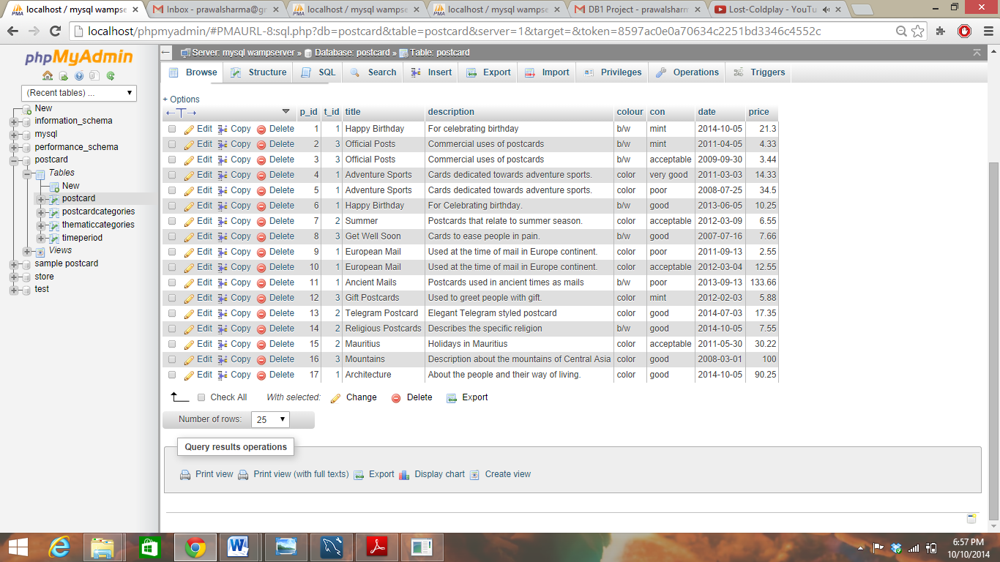 localhost / mysql wampse
Inbox - prawalsharma@gr
localhost / mysql wampse
localhost / mysql wampse
DB1 Project - prawalsharm
Lost-Coldplay - YouTu
localhost/phpmyadmin/#PMAURL-8:sql.php?db=postcard&table=postcard&server=1&target=&token=8597ac0e0a70634c2251bd3346c4552c
phpMyAdmin
(Recent tables) ...
New
information_schema
mysql
performance_schema
postcard
Tables
New
postcard
postcardcategories
thematiccategories
timeperiod
Views
sample postcard
store
test
Server: mysql wampserver » Database: postcard » Table: postcard
Browse Structure SQL Search Insert Export Import Privileges Operations Triggers
+ Options
p_id t_id title description colour con date price
Edit Copy Delete 1 1 Happy Birthday For celebrating birthday b/w mint 2014-10-05 21.3
Edit Copy Delete 2 3 Official Posts Commercial uses of postcards b/w mint 2011-04-05 4.33
Edit Copy Delete 3 3 Official Posts Commercial uses of postcards b/w acceptable 2009-09-30 3.44
Edit Copy Delete 4 1 Adventure Sports Cards dedicated towards adventure sports. color very good 2011-03-03 14.33
Edit Copy Delete 5 1 Adventure Sports Cards dedicated towards adventure sports. color poor 2008-07-25 34.5
Edit Copy Delete 6 1 Happy Birthday For Celebrating birthday. b/w good 2013-06-05 10.25
Edit Copy Delete 7 2 Summer Postcards that relate to summer season. color acceptable 2012-03-09 6.55
Edit Copy Delete 8 3 Get Well Soon Cards to ease people in pain. b/w good 2007-07-16 7.66
Edit Copy Delete 9 1 European Mail Used at the time of mail in Europe continent. color poor 2011-09-13 2.55
Edit Copy Delete 10 1 European Mail Used at the time of mail in Europe continent. color acceptable 2012-03-04 12.55
Edit Copy Delete 11 1 Ancient Mails Postcards used in ancient times as mails b/w poor 2013-09-13 133.66
Edit Copy Delete 12 3 Gift Postcards Used to greet people with gift. color mint 2012-02-03 5.88
Edit Copy Delete 13 2 Telegram Postcard Elegant Telegram styled postcard color good 2014-07-03 17.35
Edit Copy Delete 14 2 Religious Postcards Describes the specific religion b/w good 2014-10-05 7.55
Edit Copy Delete 15 2 Mauritius Holidays in Mauritius color acceptable 2011-05-30 30.22
Edit Copy Delete 16 3 Mountains Description about the mountains of Central Asia color good 2008-03-01 100
Edit Copy Delete 17 1 Architecture About the people and their way of living. color good 2014-10-05 90.25
Check All With selected: Change Delete Export
Number of rows: 25
Query results operations
Print view Print view (with full texts) Export Display chart Create view
6:57 PM
10/10/2014